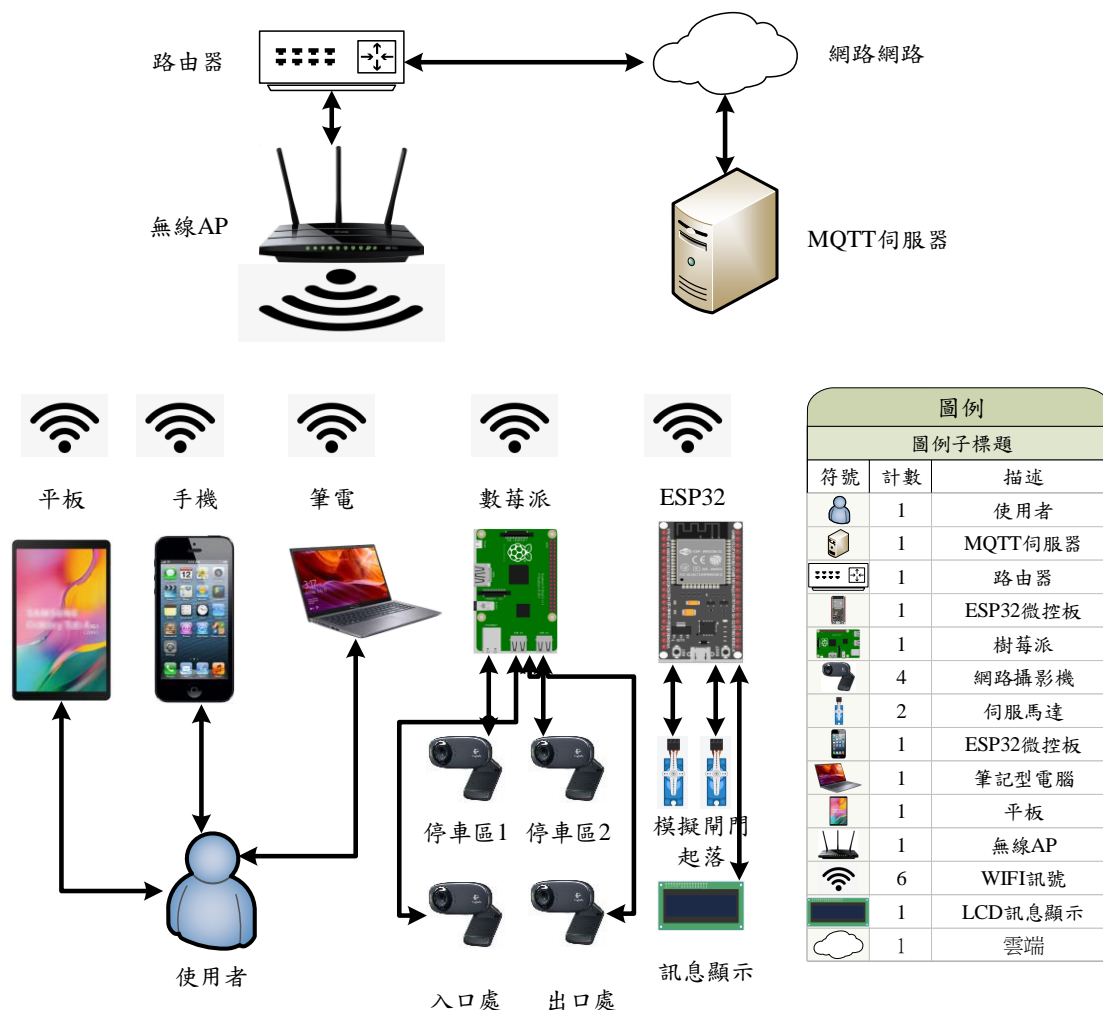 路由器
網路網路
無線AP
MQTT伺服器
平板
手機
筆電
數莓派
ESP32
停車區1
停車區2
模擬閘門
起落
使用者
入口處
出口處
訊息顯示
圖例
圖例子標題
符號 計數 描述
1 使用者
1 MQTT伺服器
1 路由器
1 ESP32微控板
1 樹莓派
4 網路攝影機
2 伺服馬達
1 ESP32微控板
1 筆記型電腦
1 平板
1 無線AP
6 WIFI訊號
1 LCD訊息顯示
1 雲端